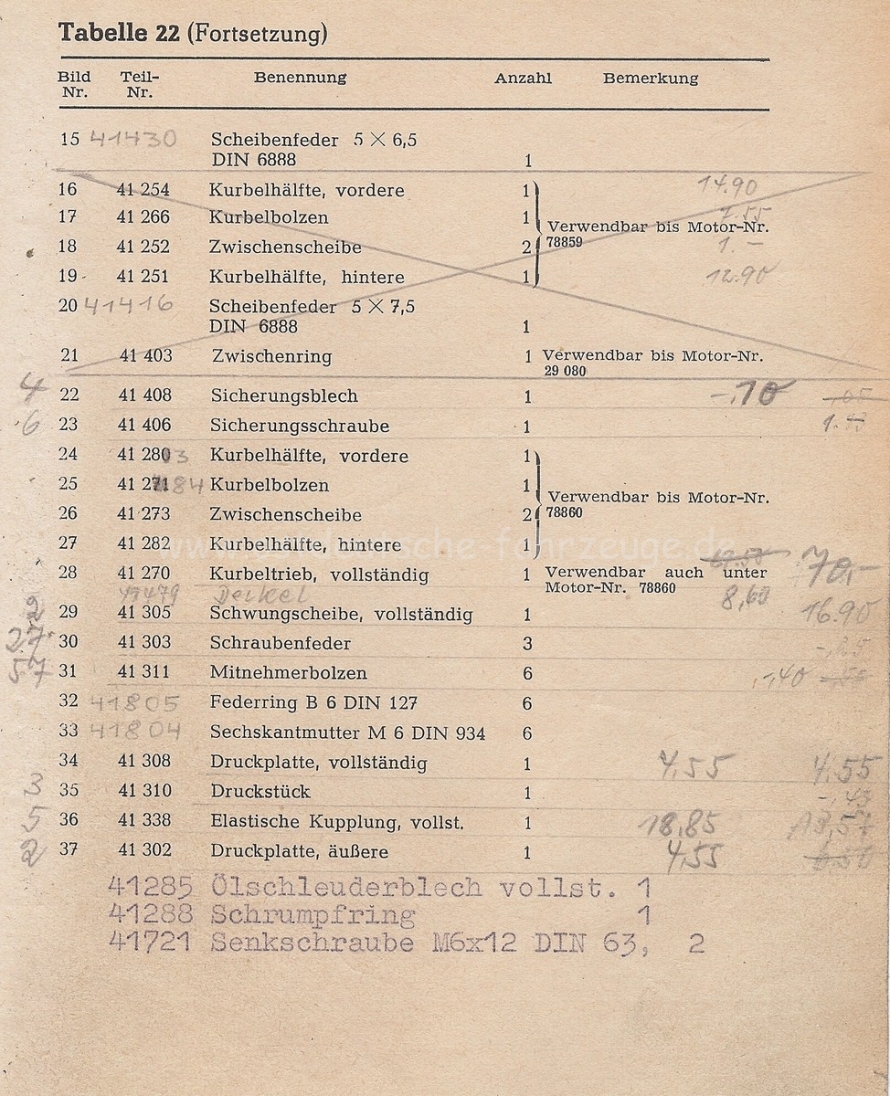 Tabelle 22 (Fortsetzung)
Bild Nr. Teil-Nr. Benennung Anzahl Bemerkung
15 41430 Scheibenfeder 5 × 6,5
DIN 6888 1
16 41 254 Kurbelhälfte, vordere 1 14.90
17 41 266 Kurbelbolzen 1 7.55
Verwendbar bis Motor-Nr.
18 41 252 Zwischenscheibe 2 78859 1.–
19 41 251 Kurbelhälfte, hintere 1 12.90
20 41416 Scheibenfeder 5 × 7,5
DIN 6888 1
21 41 403 Zwischenring 1 Verwendbar bis Motor-Nr.
29 080
4 22 41 408 Sicherungsblech 1 -,10
6 23 41 406 Sicherungsschraube 1
24 41 280 Kurbelhälfte, vordere 1
25 41 271 84 Kurbelbolzen 1
Verwendbar bis Motor-Nr.
26 41 273 Zwischenscheibe 2 78860
27 41 282 Kurbelhälfte, hintere 1
28 41 270 Kurbeltrieb, vollständig 1 Verwendbar auch unter 70,-
Motor-Nr. 78860
Deckel 8,60
2 29 41 305 Schwungscheibe, vollständig 1 16.90
27 30 41 303 Schraubenfeder 3
57 31 41 311 Mitnehmerbolzen 6 1,40
32 41805 Federring B 6 DIN 127 6
33 41804 Sechskantmutter M 6 DIN 934 6
34 41 308 Druckplatte, vollständig 1 4,55 4,55
3 35 41 310 Druckstück 1
5 36 41 338 Elastische Kupplung, vollst. 1 18,85
2 37 41 302 Druckplatte, äußere 1 4,55
41285 Ölschleuderblech vollst. 1
41288 Schrumpfring 1
41721 Senkschraube M6x12 DIN 63, 2